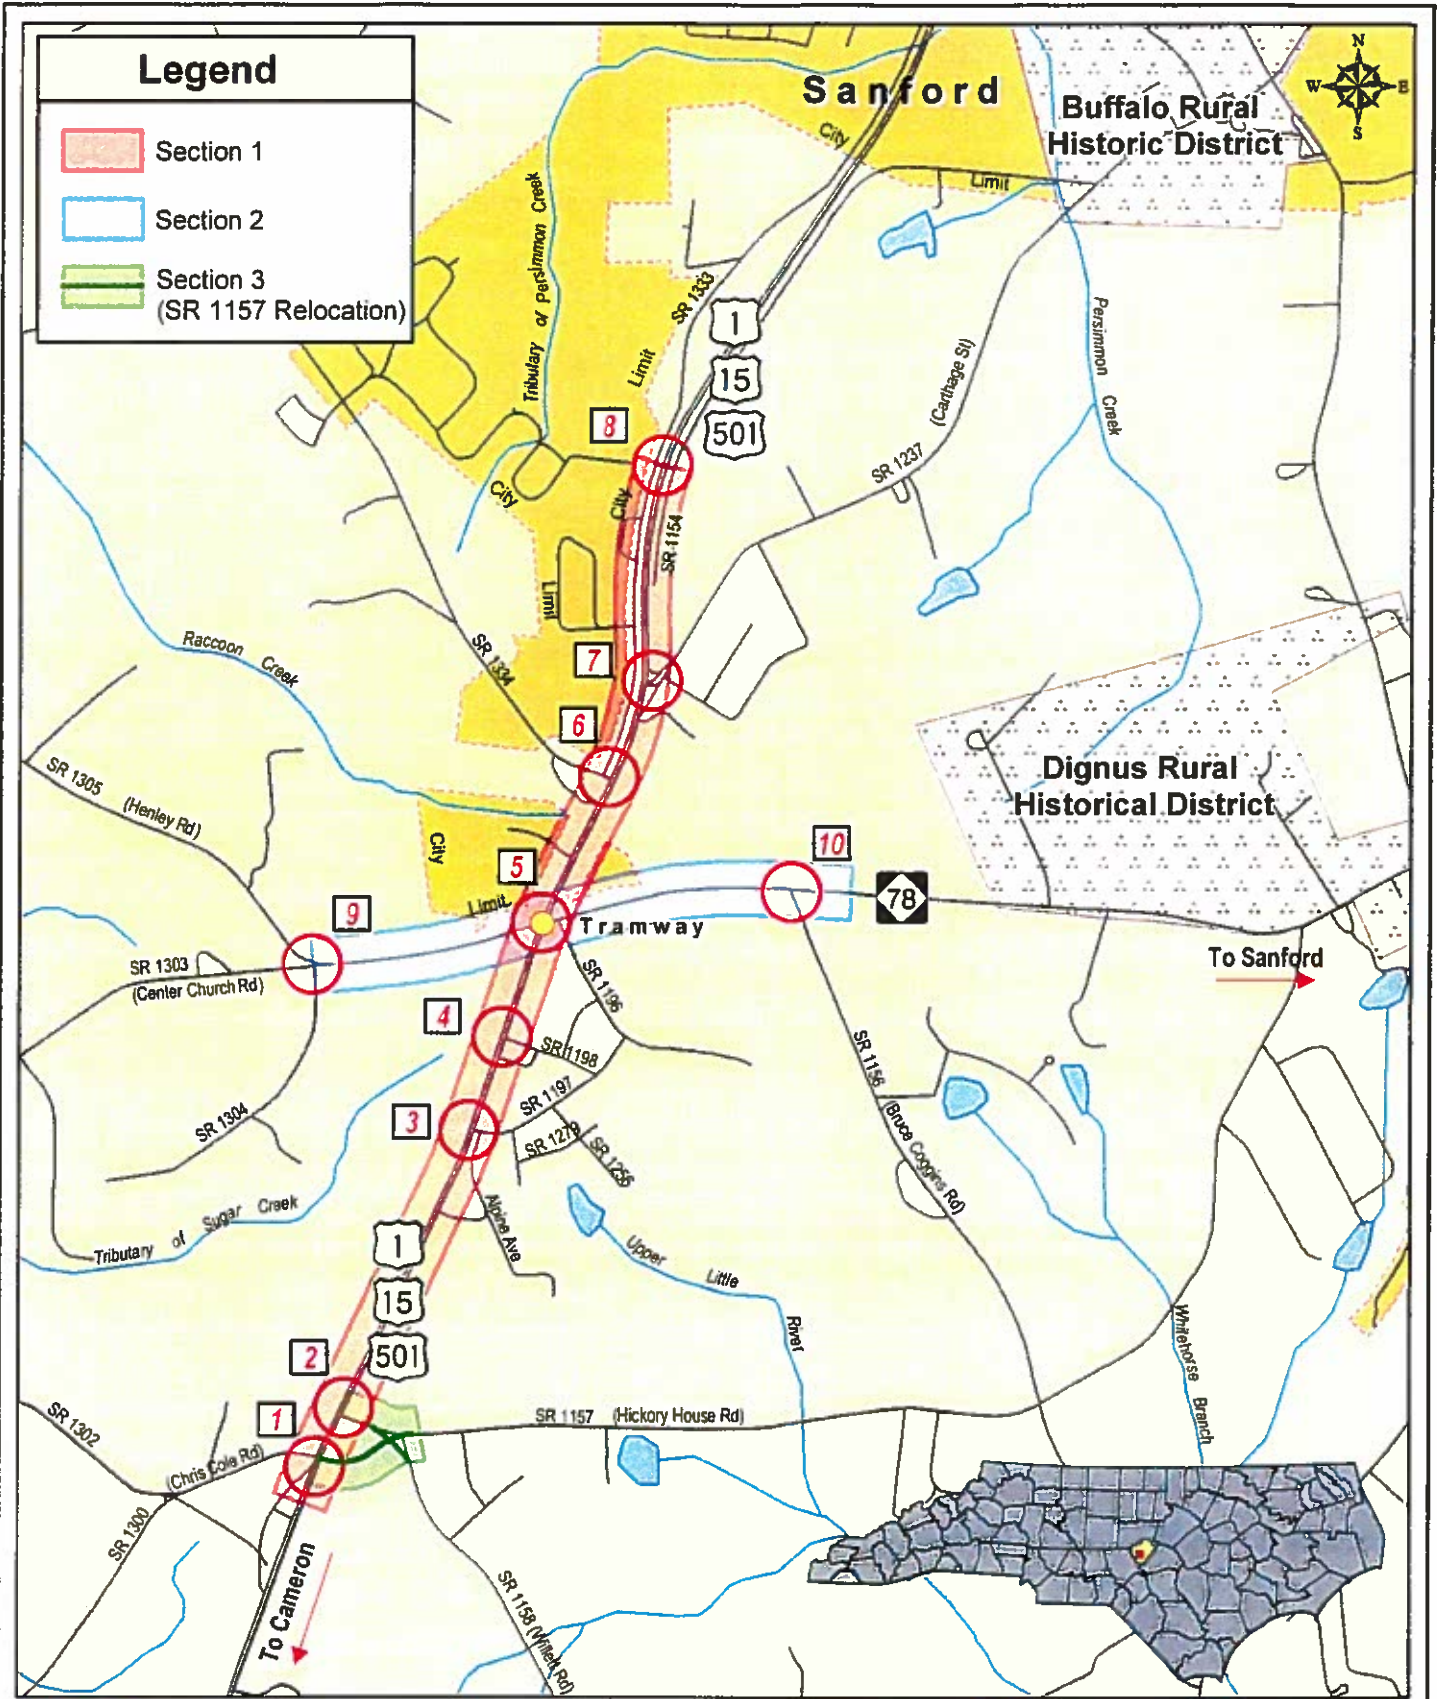 Legend
Section 1
Section 2
Section 3
(SR 1157 Relocation)
N
W
E
S
Sanford
Buffalo Rural
Historic District
City
Limit
Tributary of Persimmon Creek
SR 1333
Limit
1
15
501
(Carthage St)
Persimmon
Creek
8
SR 1237
City
City
SR 1154
Limit
Raccoon Creek
SR 1334
7
6
SR 1305
(Henley Rd)
Dignus Rural
Historical District
City
5
10
Limit
78
9
Tramway
SR 1303
(Center Church Rd)
To Sanford
SR 1196
4
SR 1198
SR 1156
(Bruce Coggins Rd)
3
SR 1197
SR 1304
SR 1279
SR 1256
Tributary of Sugar Creek
Alpine Ave
1
15
501
Upper Little
River
Whitehorse
Branch
2
1
SR 1302
SR 1157
(Hickory House Rd)
(Chris Cole Rd)
SR 1300
To Cameron
SR 1158 (Willett Rd)